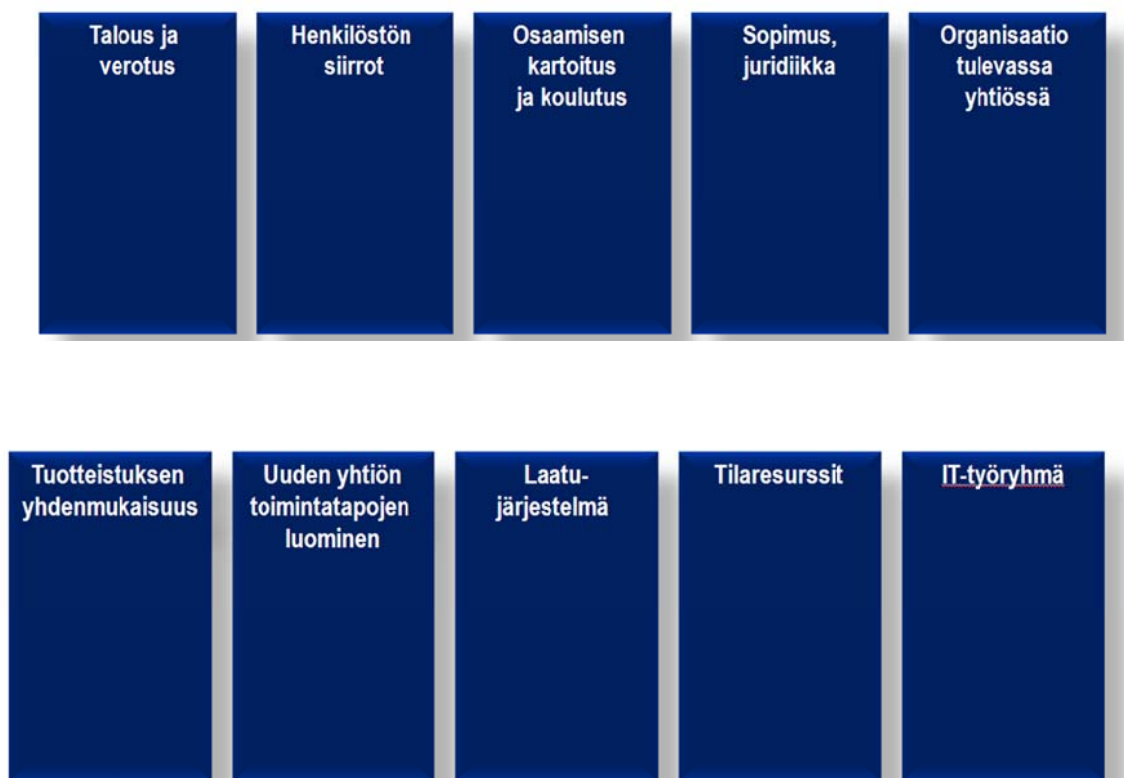 Talous ja
verotus
Henkilöstön
siirrot
Osaamisen
kartoitus
ja koulutus
Sopimus,
juridiikka
Organisaatio
tulevassa
yhtiössä
Tuotteistuksen
yhdenmukaisuus
Uuden yhtiön
toimintatapojen
luominen
Laatu-
järjestelmä
Tilaresurssit
IT-työryhmä